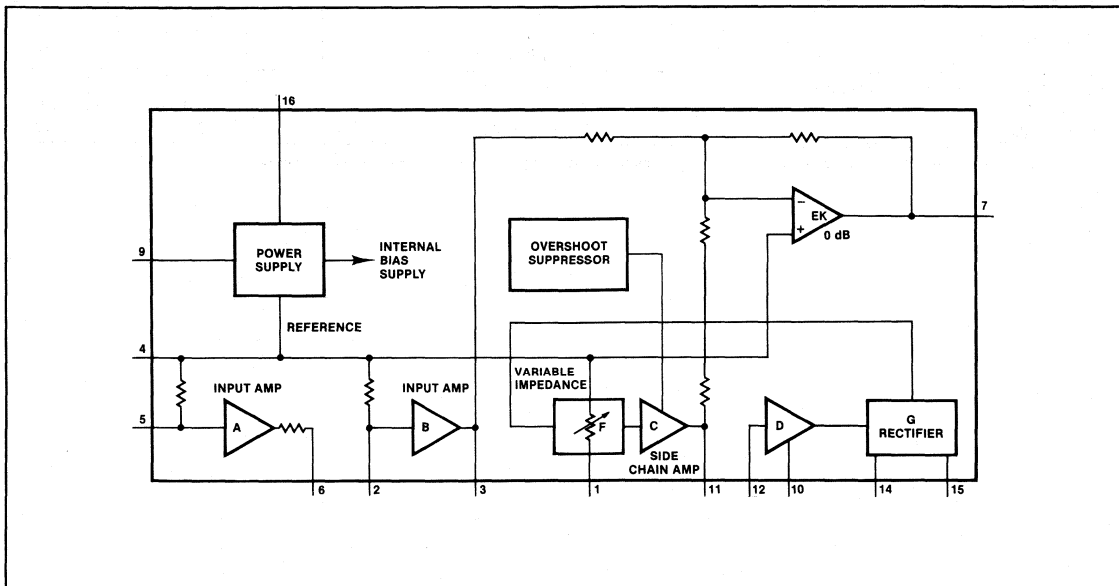 16
7
EK
−
+
0 dB
OVERSHOOT
SUPPRESSOR
9
POWER
SUPPLY
INTERNAL
BIAS
SUPPLY
REFERENCE
4
VARIABLE
IMPEDANCE
INPUT AMP
INPUT AMP
5
A
B
F
C
D
G
RECTIFIER
SIDE
CHAIN AMP
6
2
3
1
11
12
10
14
15